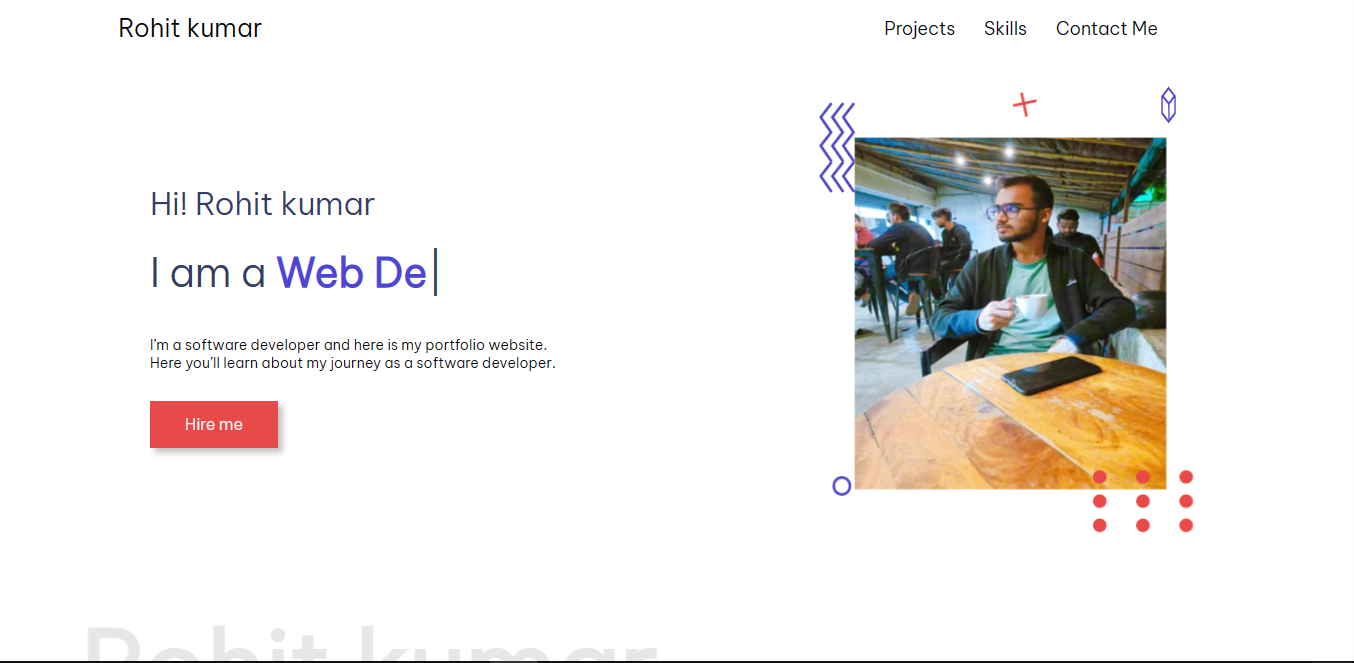 Rohit kumar
Projects Skills Contact Me
Hi! Rohit kumar
I am a Web De
I'm a software developer and here is my portfolio website.
Here you'll learn about my journey as a software developer.
Hire me
Rohit kumar